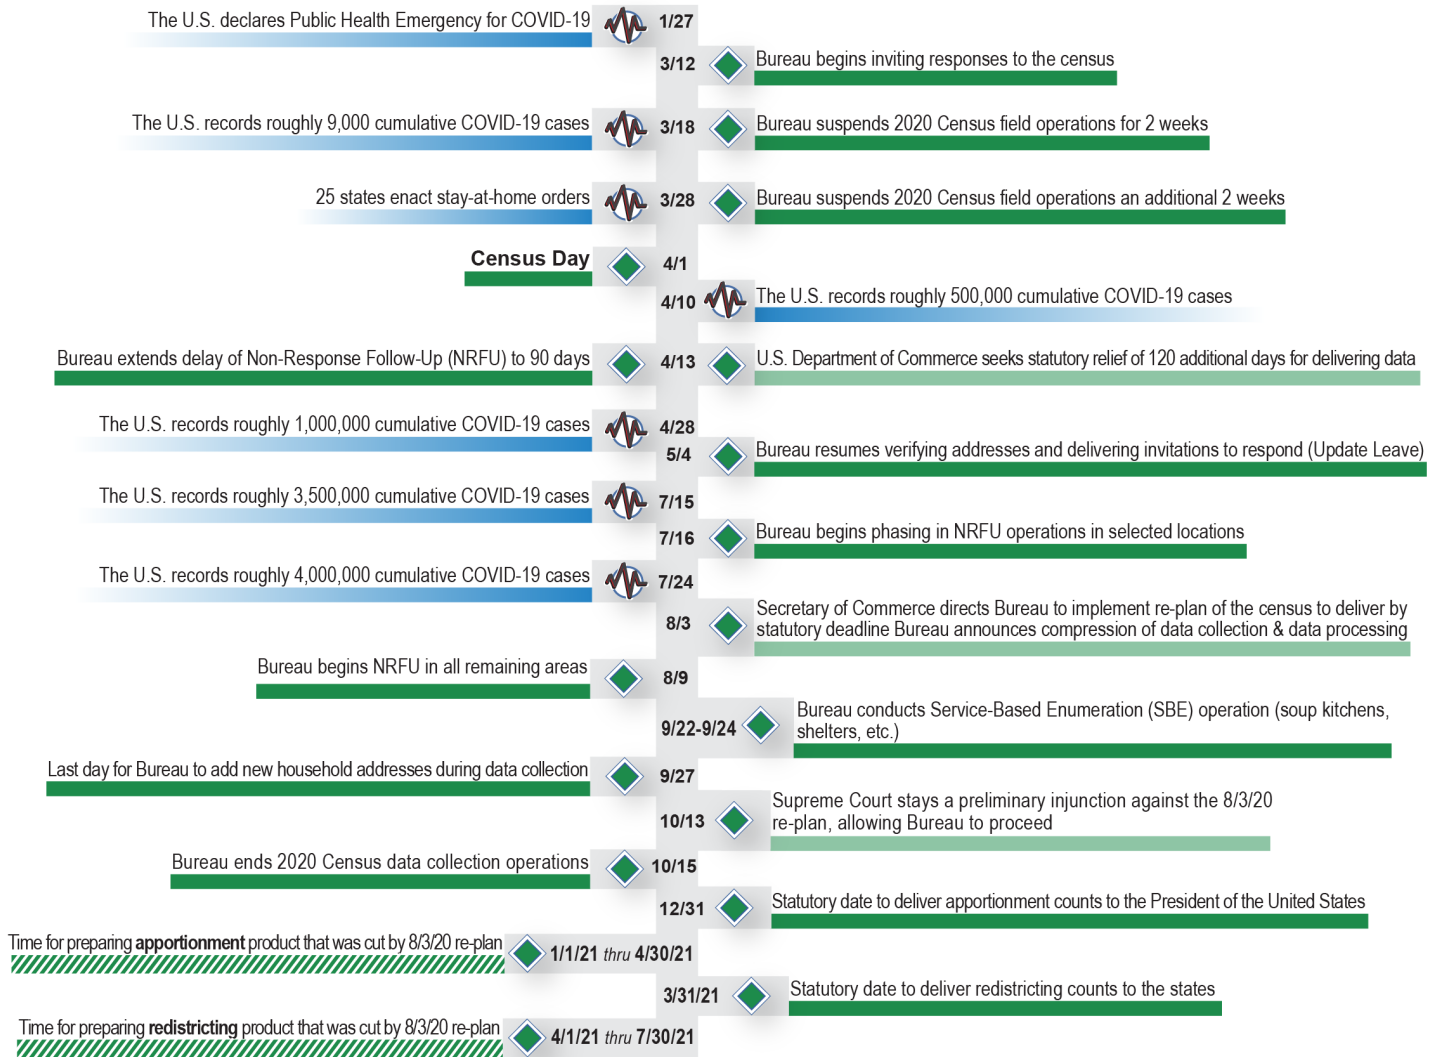 The U.S. declares Public Health Emergency for COVID-19
1/27
3/12
Bureau begins inviting responses to the census
The U.S. records roughly 9,000 cumulative COVID-19 cases
3/18
Bureau suspends 2020 Census field operations for 2 weeks
25 states enact stay-at-home orders
3/28
Bureau suspends 2020 Census field operations an additional 2 weeks
Census Day
4/1
4/10
The U.S. records roughly 500,000 cumulative COVID-19 cases
Bureau extends delay of Non-Response Follow-Up (NRFU) to 90 days
4/13
U.S. Department of Commerce seeks statutory relief of 120 additional days for delivering data
The U.S. records roughly 1,000,000 cumulative COVID-19 cases
4/28
5/4
Bureau resumes verifying addresses and delivering invitations to respond (Update Leave)
The U.S. records roughly 3,500,000 cumulative COVID-19 cases
7/15
7/16
Bureau begins phasing in NRFU operations in selected locations
The U.S. records roughly 4,000,000 cumulative COVID-19 cases
7/24
8/3
Secretary of Commerce directs Bureau to implement re-plan of the census to deliver by
statutory deadline Bureau announces compression of data collection & data processing
Bureau begins NRFU in all remaining areas
8/9
9/22-9/24
Bureau conducts Service-Based Enumeration (SBE) operation (soup kitchens,
shelters, etc.)
Last day for Bureau to add new household addresses during data collection
9/27
10/13
Supreme Court stays a preliminary injunction against the 8/3/20
re-plan, allowing Bureau to proceed
Bureau ends 2020 Census data collection operations
10/15
12/31
Statutory date to deliver apportionment counts to the President of the United States
Time for preparing apportionment product that was cut by 8/3/20 re-plan
1/1/21 thru 4/30/21
3/31/21
Statutory date to deliver redistricting counts to the states
Time for preparing redistricting product that was cut by 8/3/20 re-plan
4/1/21 thru 7/30/21